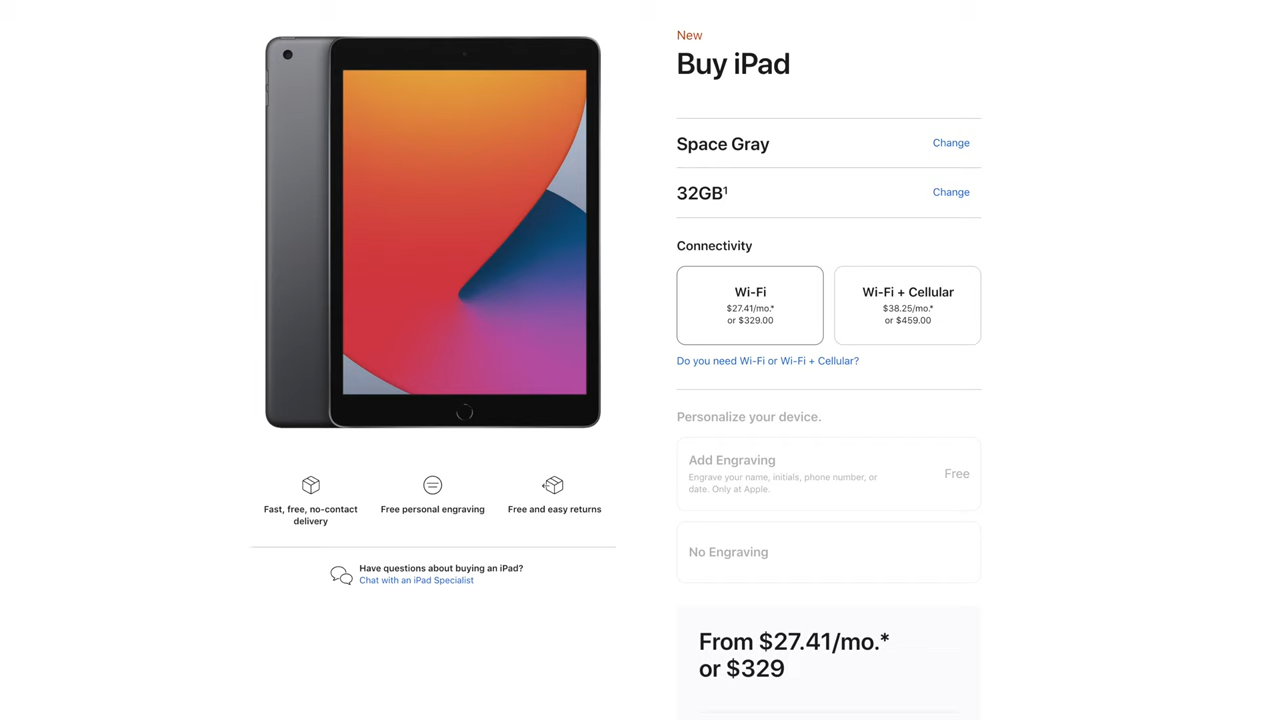 New
Buy iPad
Space Gray
Change
32GB¹
Change
Connectivity
Wi-Fi
$27.41/mo.*
or $329.00
Wi-Fi + Cellular
$38.25/mo.*
or $459.00
Do you need Wi-Fi or Wi-Fi + Cellular?
Personalize your device.
Add Engraving
Engrave your name, initials, phone number, or
date. Only at Apple.
Free
No Engraving
From $27.41/mo.*
or $329
Fast, free, no-contact
delivery
Free personal engraving
Free and easy returns
Have questions about buying an iPad?
Chat with an iPad Specialist